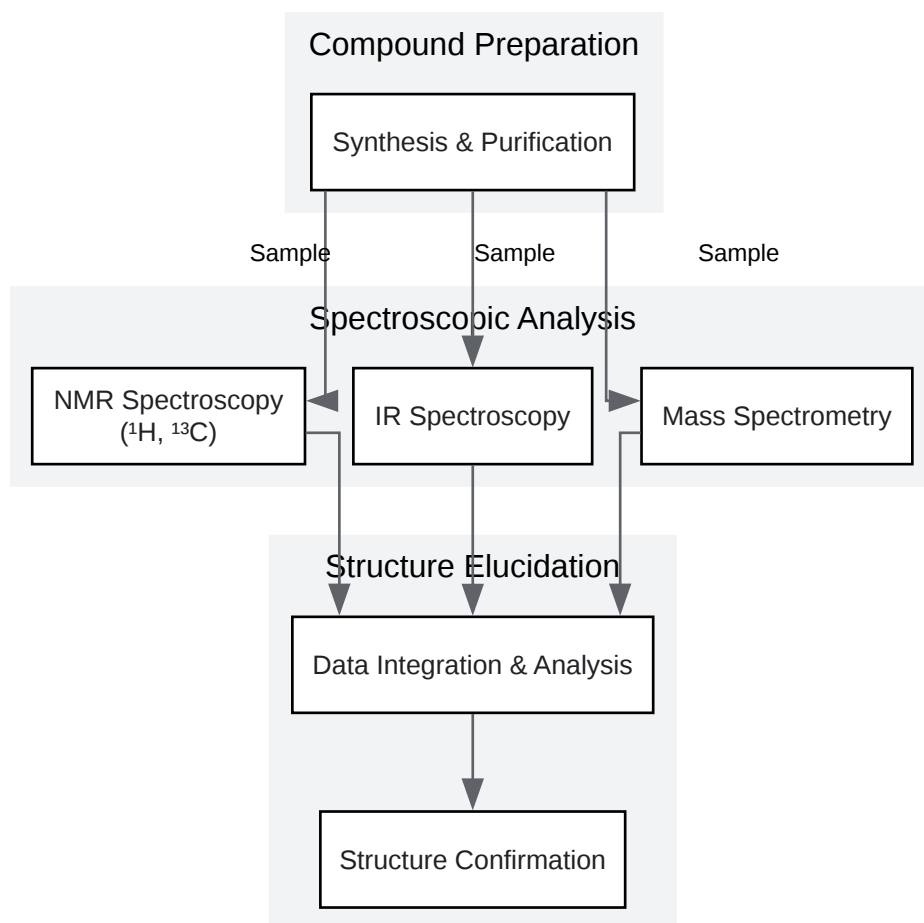 Compound Preparation
Synthesis & Purification
Sample
Sample
Sample
Spectroscopic Analysis
NMR Spectroscopy
(¹H, ¹³C)
IR Spectroscopy
Mass Spectrometry
Structure Elucidation
Data Integration & Analysis
Structure Confirmation